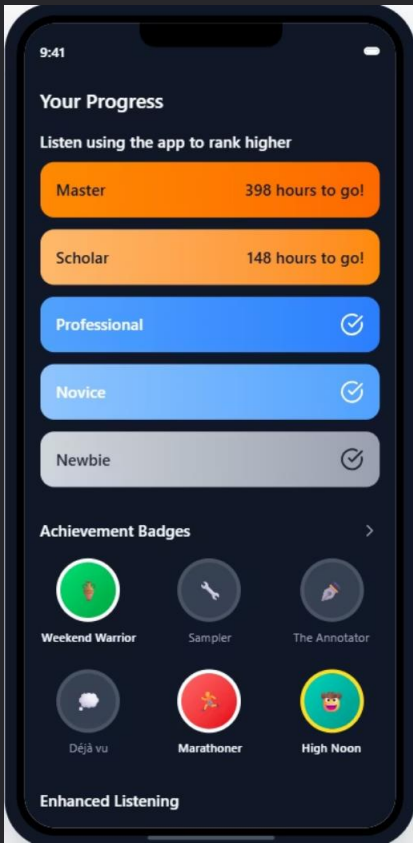 9:41
Your Progress
Listen using the app to rank higher
Master 398 hours to go!
Scholar 148 hours to go!
Professional
Novice
Newbie
Achievement Badges
Weekend Warrior Sampler The Annotator
Déjà vu Marathoner High Noon
Enhanced Listening